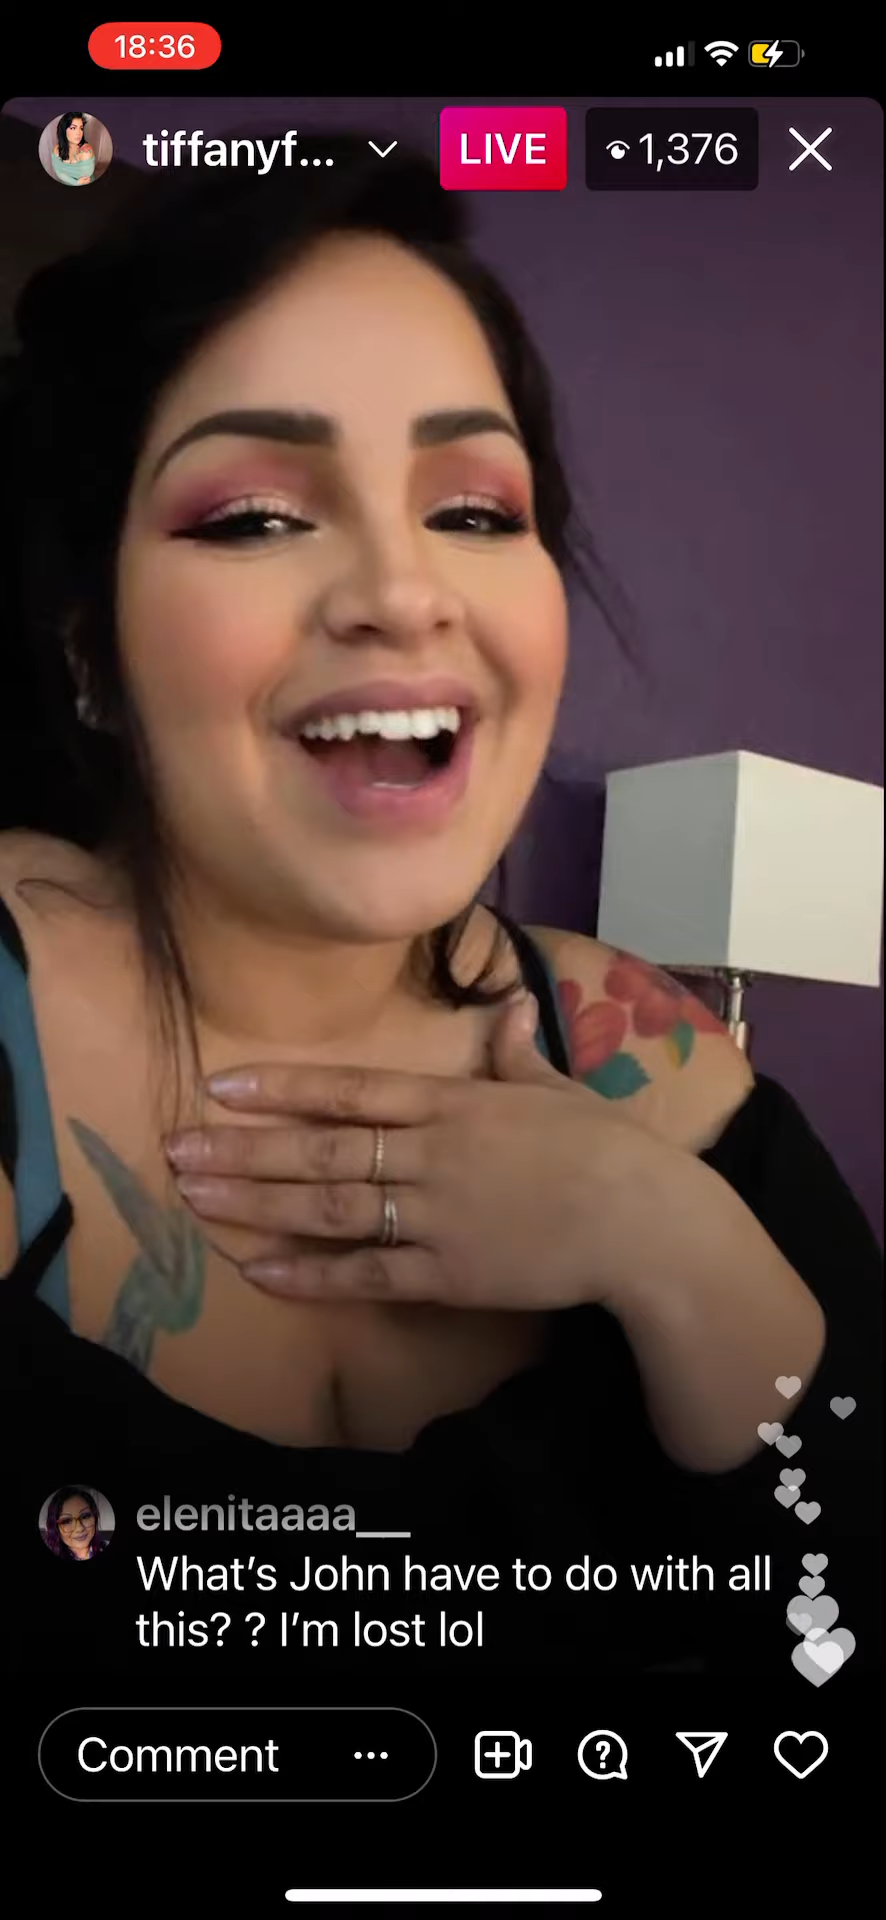 18:36
tiffanyf... LIVE 1,376
elenitaaaa__
What's John have to do with all
this? ? I'm lost lol
Comment ...